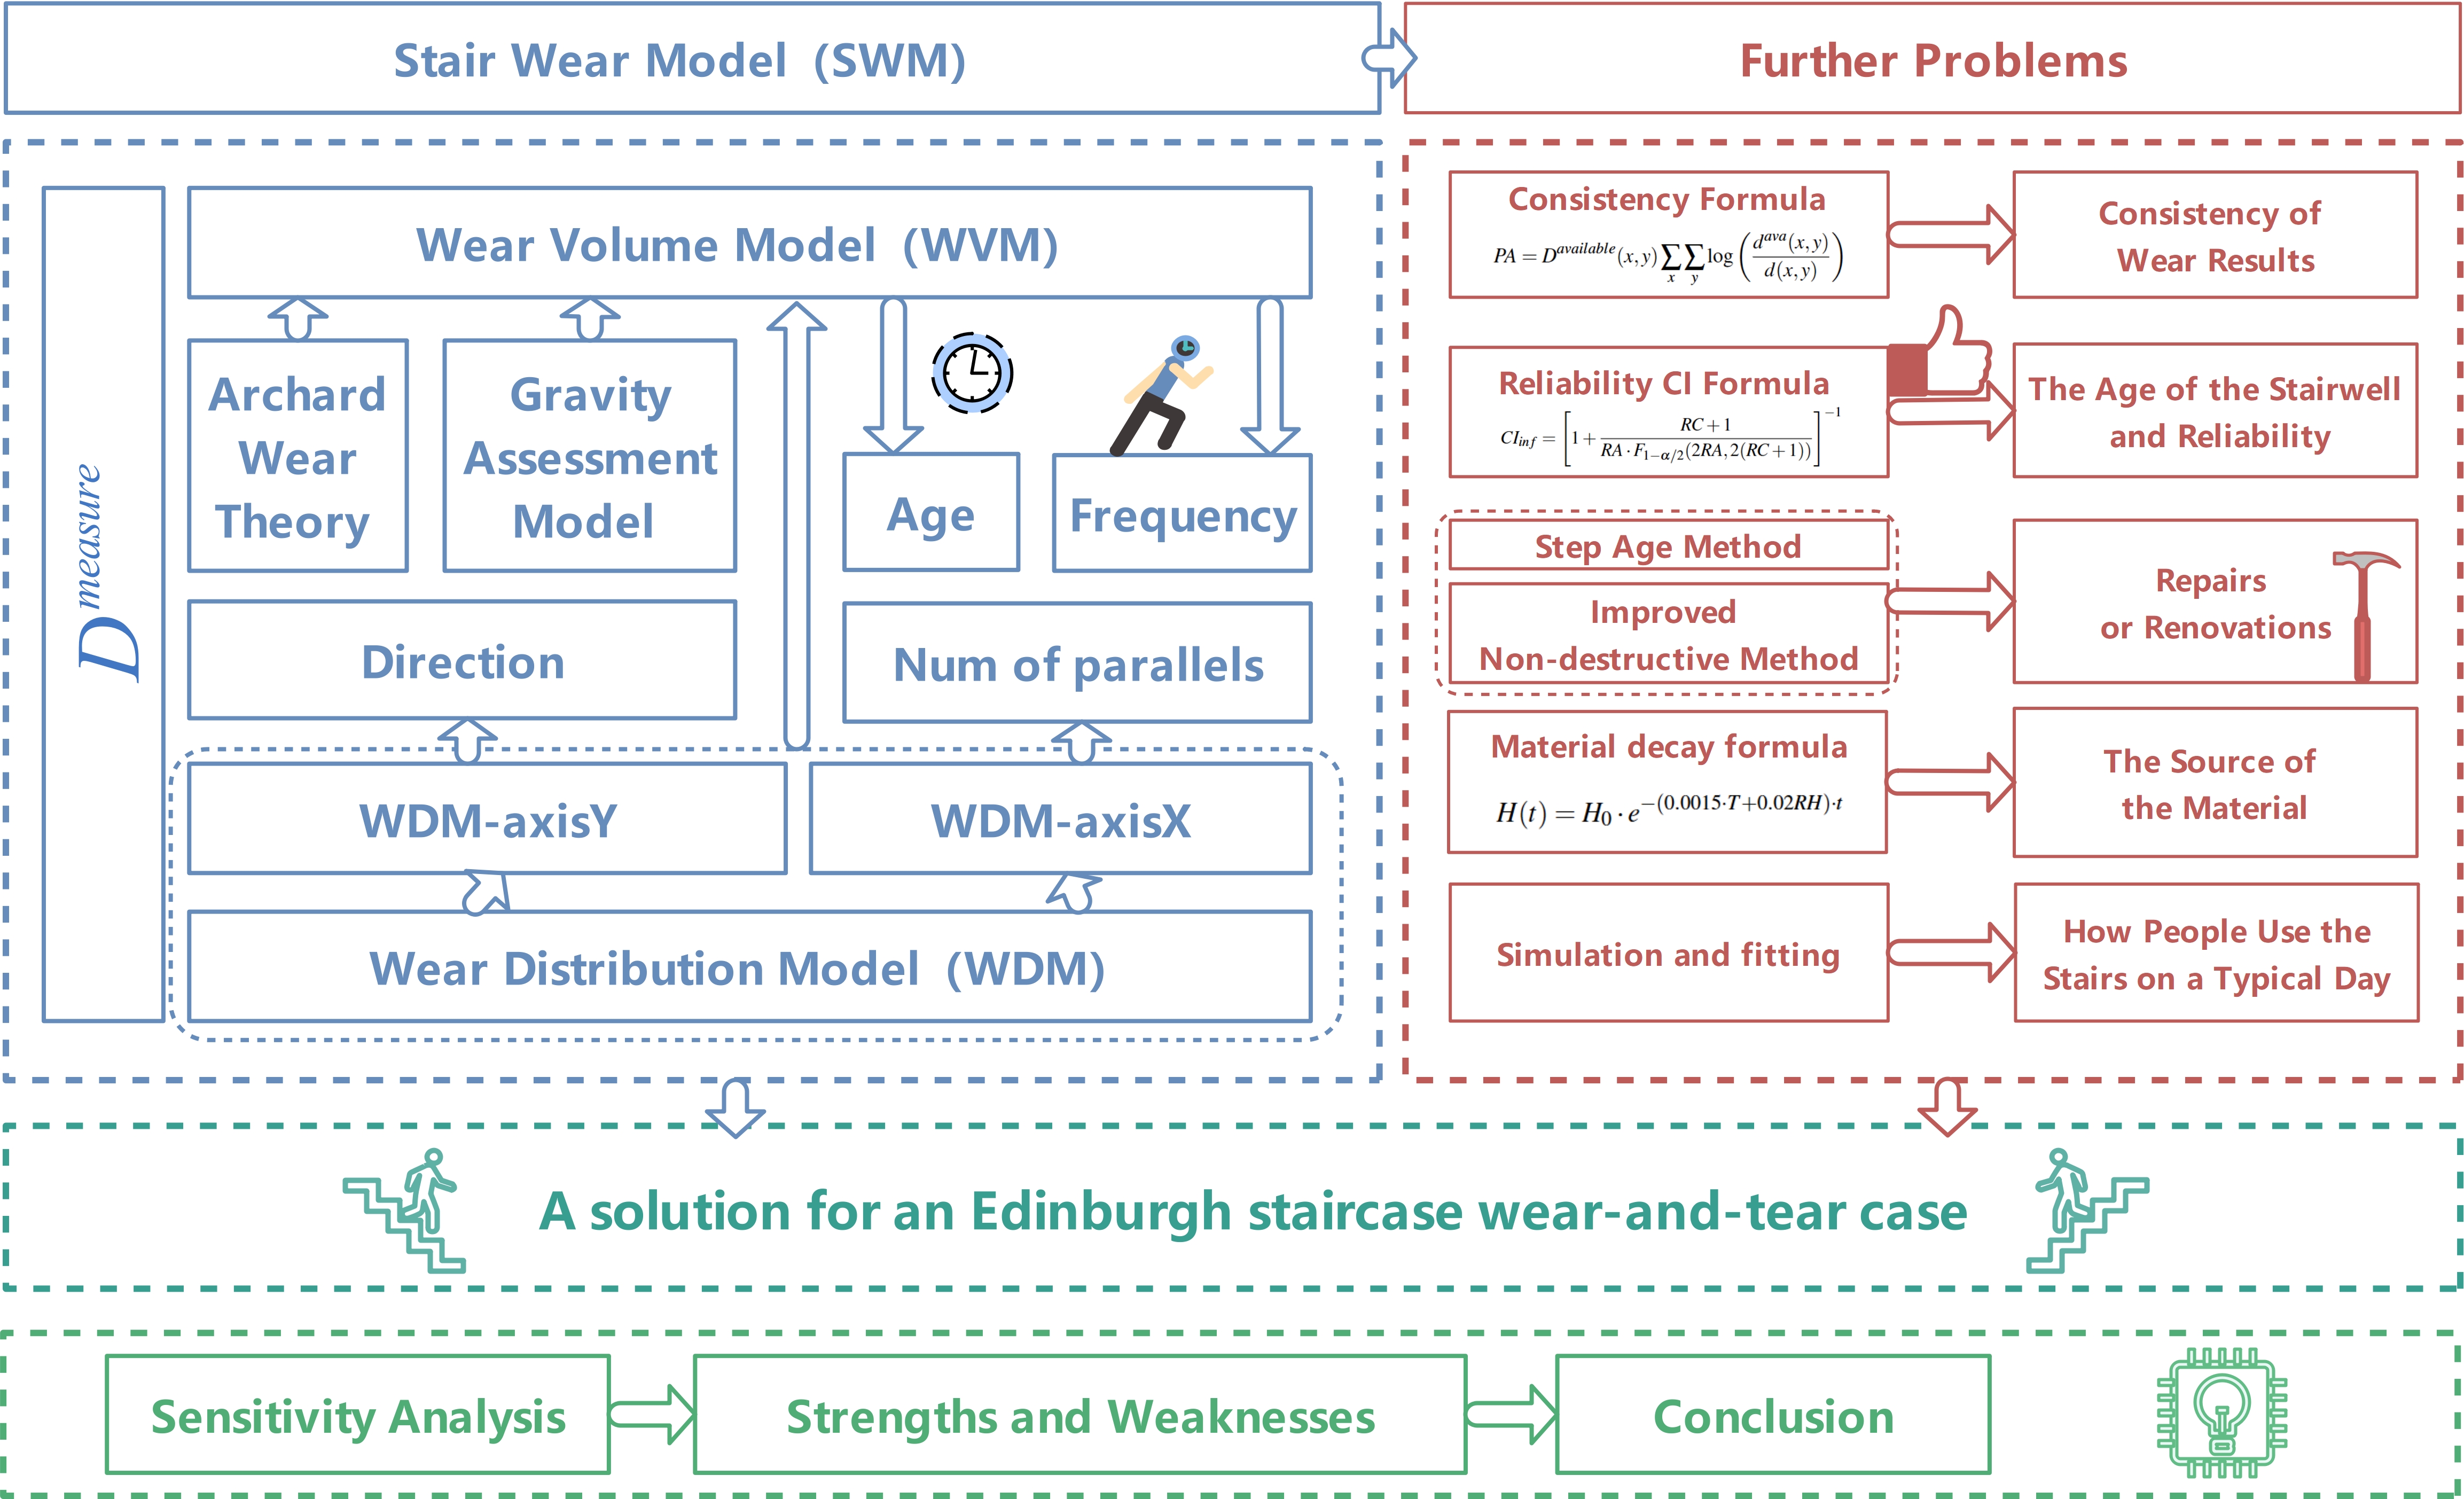 Stair Wear Model (SWM)
Further Problems
D^{measure}
Wear Volume Model (WVM)
Archard
Wear
Theory
Gravity
Assessment
Model
Age
Frequency
Direction
Num of parallels
WDM-axisY
WDM-axisX
Wear Distribution Model (WDM)
Consistency Formula
PA = D^{available}(x,y) \sum_x \sum_y \log \left( \frac{d^{ava}(x,y)}{d(x,y)} \right)
Consistency of
Wear Results
Reliability CI Formula
CI_{inf} = \left[ 1 + \frac{RC+1}{RA \cdot F_{1-\alpha/2}(2RA, 2(RC+1))} \right]^{-1}
The Age of the Stairwell
and Reliability
Step Age Method
Improved
Non-destructive Method
Repairs
or Renovations
Material decay formula
H(t) = H_0 \cdot e^{-(0.0015 \cdot T + 0.02RH) \cdot t}
The Source of
the Material
Simulation and fitting
How People Use the
Stairs on a Typical Day
A solution for an Edinburgh staircase wear-and-tear case
Sensitivity Analysis
Strengths and Weaknesses
Conclusion